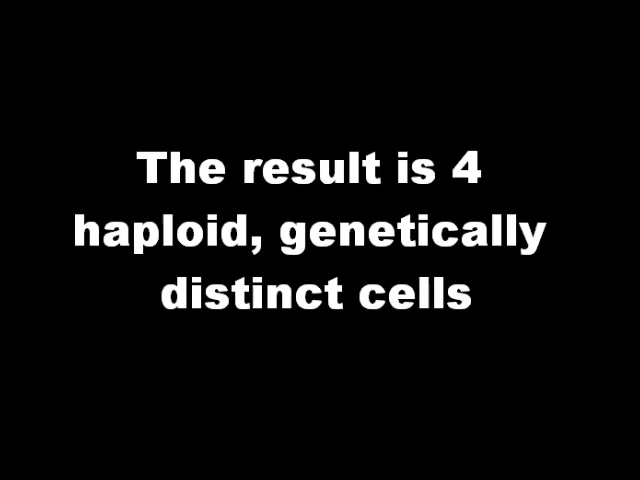 The result is 4
haploid, genetically
distinct cells